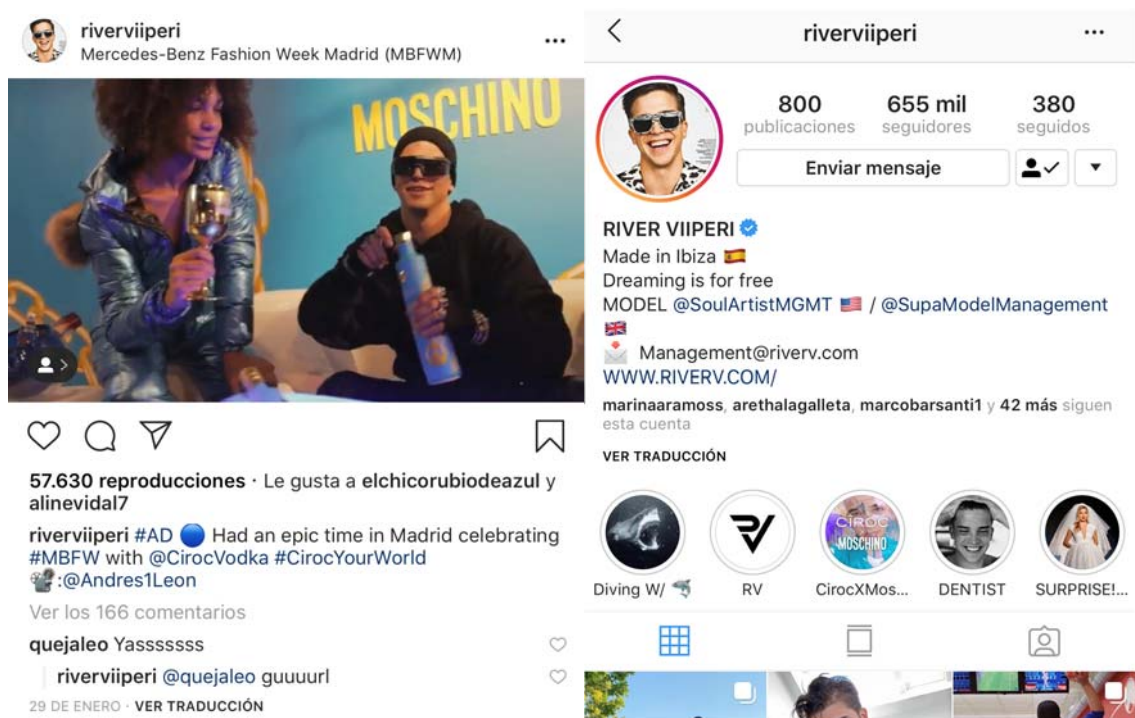 riverviiperi
Mercedes-Benz Fashion Week Madrid (MBFWM)
MOSCHINO
57.630 reproducciones · Le gusta a elchicorubiodeazul y
alinevidal7
riverviiperi #AD 🔵 Had an epic time in Madrid celebrating
#MBFW with @CirocVodka #CirocYourWorld
📽:@Andres1Leon
Ver los 166 comentarios
quejaleo Yasssssss
riverviiperi @quejaleo guuuurl
29 DE ENERO · VER TRADUCCIÓN
riverviiperi
800
655 mil
380
publicaciones
seguidores
seguidos
Enviar mensaje
RIVER VIIPERI
Made in Ibiza 🇪🇸
Dreaming is for free
MODEL @SoulArtistMGMT 🇺🇸 / @SupaModelManagement
🇬🇧
📩 Management@riverv.com
WWW.RIVERV.COM/
marinaaramoss, arethalagalleta, marcobarsanti1 y 42 más siguen
esta cuenta
VER TRADUCCIÓN
CÎROC
MOSCHINO
Diving W/ 🦈
RV
CirocXMos...
DENTIST
SURPRISE!...